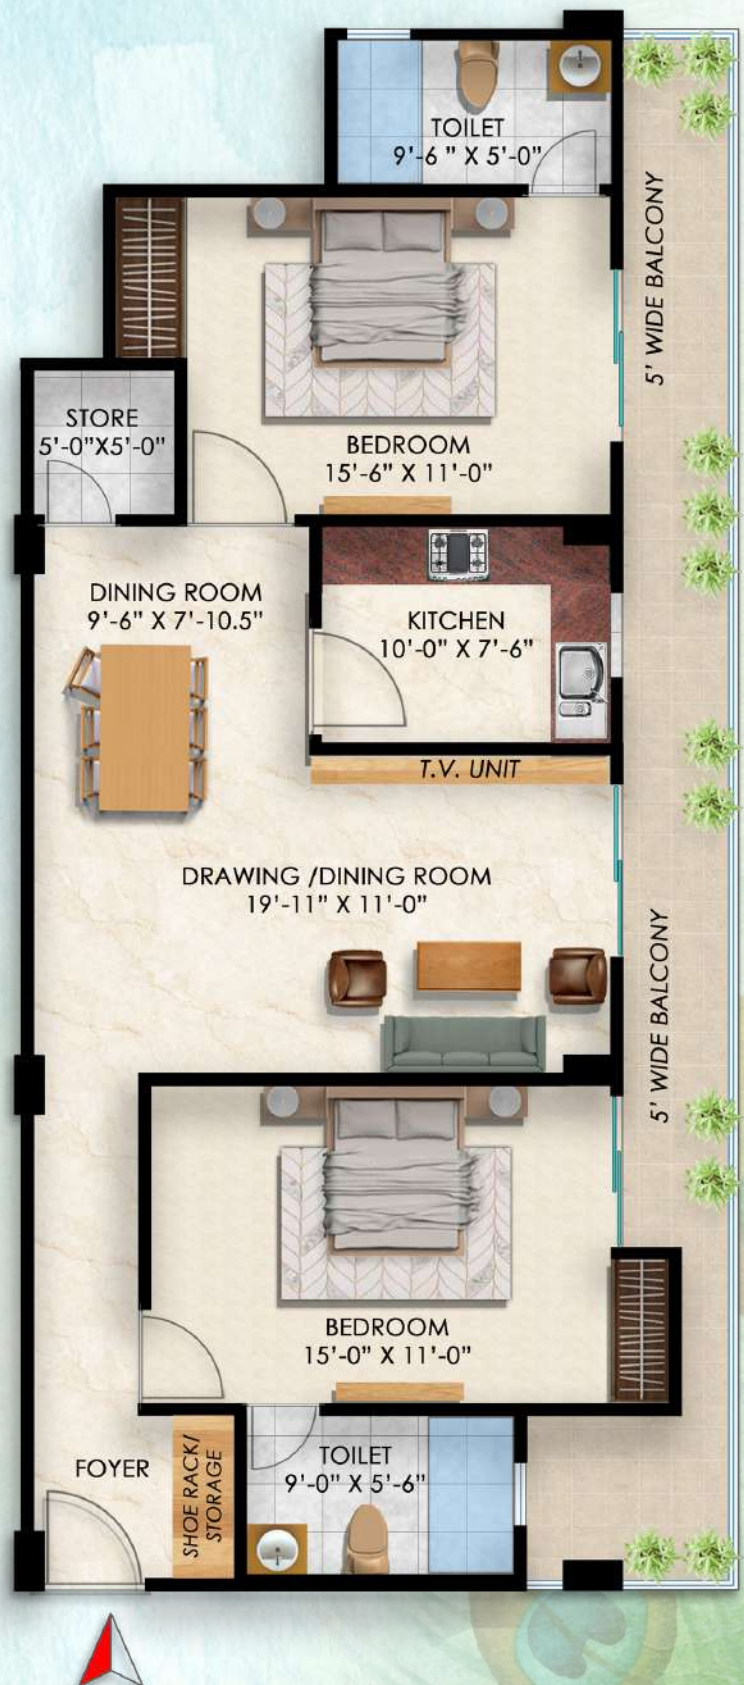 TOILET
9'-6 " X 5'-0"
5' WIDE BALCONY
STORE
5'-0"X5'-0"
BEDROOM
15'-6" X 11'-0"
DINING ROOM
9'-6" X 7'-10.5"
KITCHEN
10'-0" X 7'-6"
T.V. UNIT
DRAWING /DINING ROOM
19'-11" X 11'-0"
5' WIDE BALCONY
BEDROOM
15'-0" X 11'-0"
FOYER
SHOE RACK/
STORAGE
TOILET
9'-0" X 5'-6"